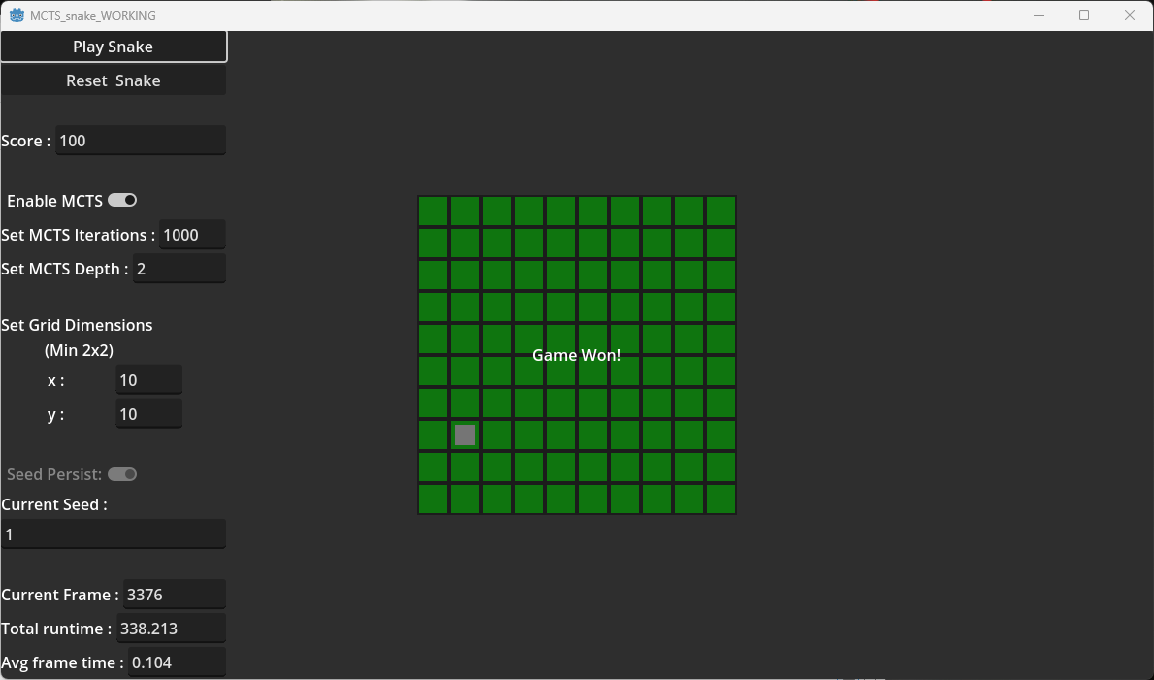 MCTS_snake_WORKING
Play Snake
Reset Snake
Score : 100
Enable MCTS
Set MCTS Iterations : 1000
Set MCTS Depth : 2
Set Grid Dimensions
(Min 2x2)
x : 10
y : 10
Game Won!
Seed Persist:
Current Seed :
1
Current Frame : 3376
Total runtime : 338.213
Avg frame time : 0.104